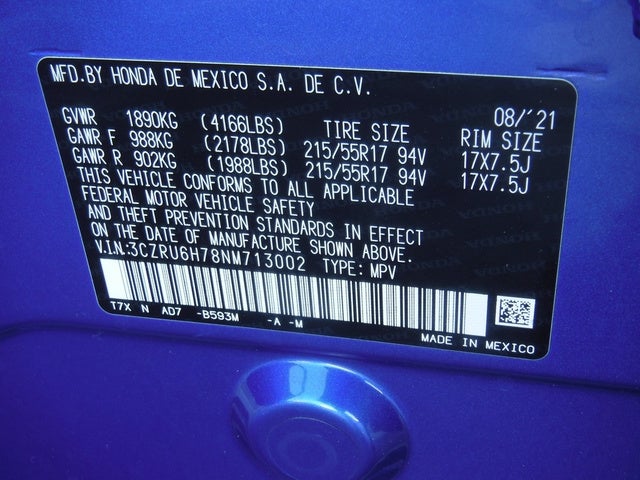 MFD.BY HONDA DE MEXICO S.A. DE C.V.
08/'21
GVWR 1890KG (4166LBS) TIRE SIZE RIM SIZE
GAWR F 988KG (2178LBS) 215/55R17 94V 17X7.5J
GAWR R 902KG (1988LBS) 215/55R17 94V 17X7.5J
THIS VEHICLE CONFORMS TO ALL APPLICABLE
FEDERAL MOTOR VEHICLE SAFETY
AND THEFT PREVENTION STANDARDS IN EFFECT
ON THE DATE OF MANUFACTURE SHOWN ABOVE.
V.I.N:3CZRU6H78NM713002 TYPE: MPV
T7X N AD7 -B593M -A -M
MADE IN MEXICO